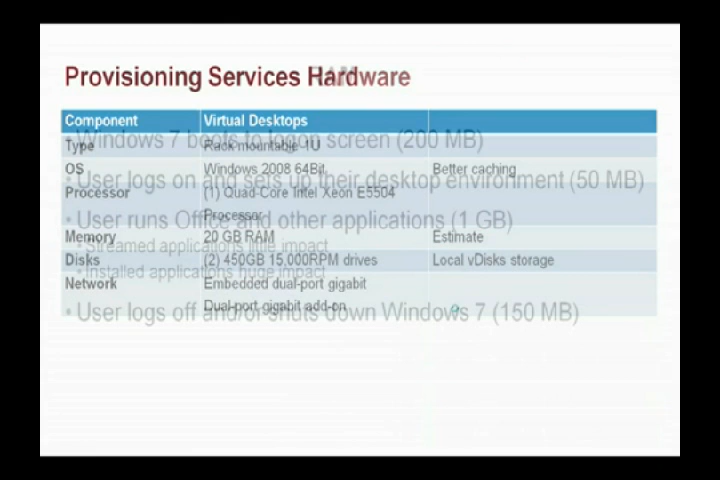 Provisioning Services Hardware
RAM
Component Virtual Desktops
• Windows 7 boots to logon screen (200 MB)
Type Rack mountable 1U
OS Windows 2008 64Bit Better caching
• User logs on and sets up their desktop environment (50 MB)
Processor (1) Quad-Core Intel Xeon E5504
Processor
• User runs Office and other applications (1 GB)
Memory 20 GB RAM Estimate
• Streamed applications little impact
Disks (2) 450GB 15,000RPM drives Local vDisks storage
• Installed applications huge impact
Network Embedded dual-port gigabit
Dual-port gigabit add-on
• User logs off and/or shuts down Windows 7 (150 MB)